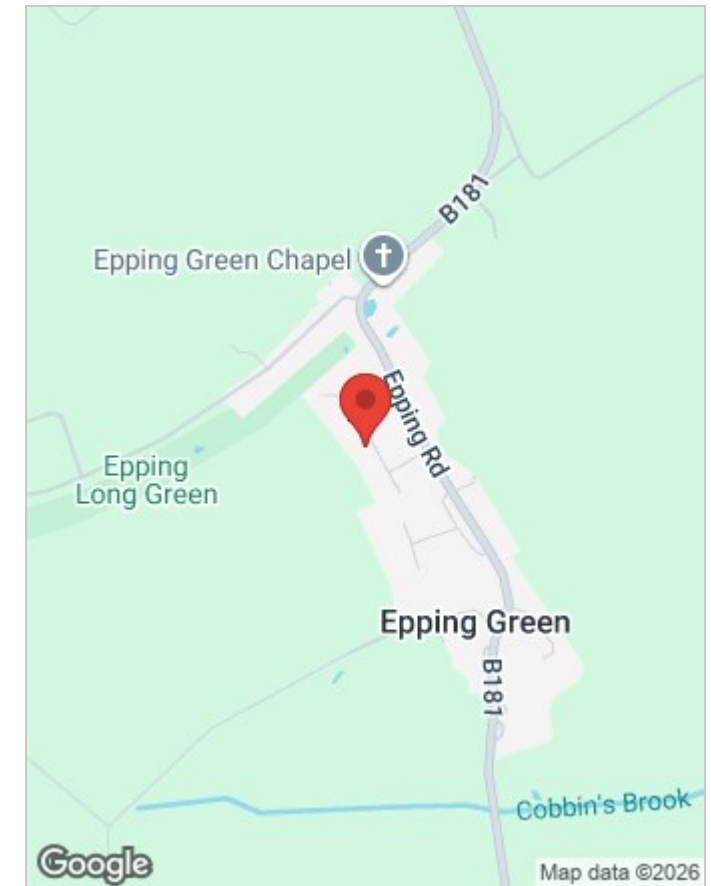 B181
Epping Green Chapel
Epping Rd
Epping
Long Green
Epping Green
B181
Cobbin's Brook
Google
Map data ©2026